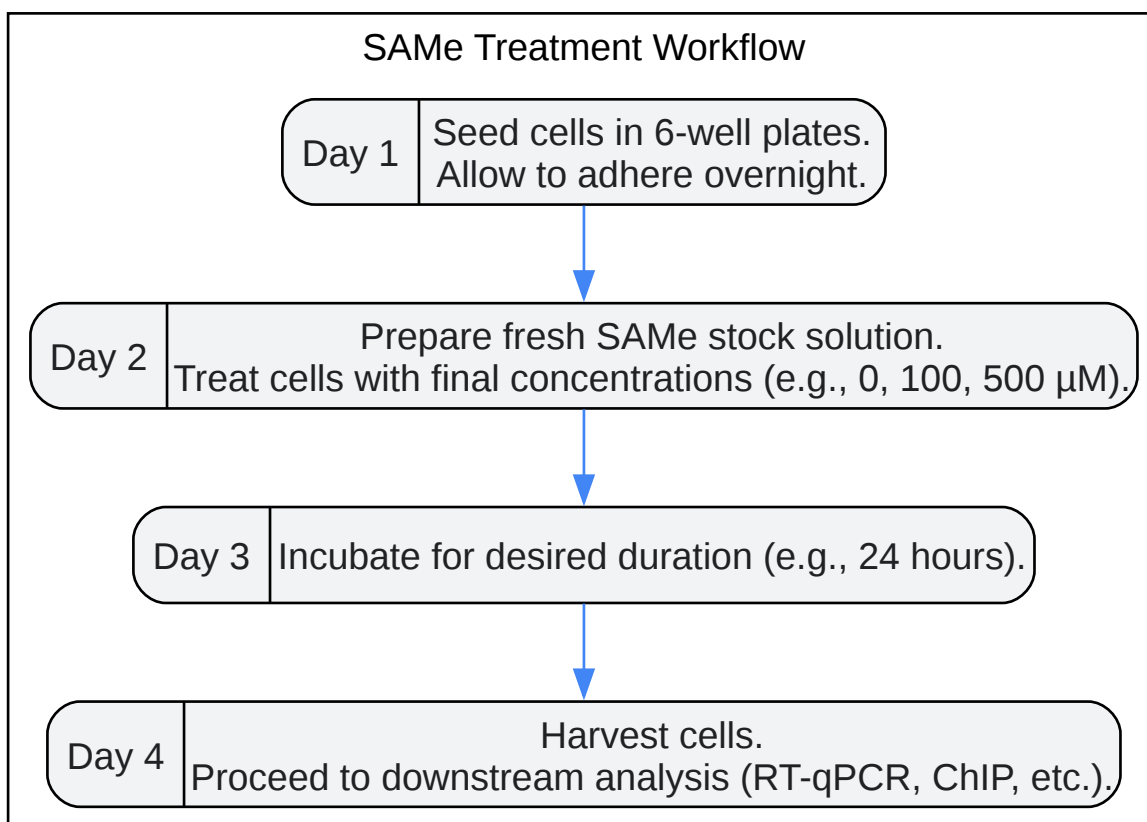 SAMe Treatment Workflow
Day 1
Seed cells in 6-well plates.
Allow to adhere overnight.
Day 2
Prepare fresh SAMe stock solution.
Treat cells with final concentrations (e.g., 0, 100, 500 µM).
Day 3
Incubate for desired duration (e.g., 24 hours).
Day 4
Harvest cells.
Proceed to downstream analysis (RT-qPCR, ChIP, etc.).